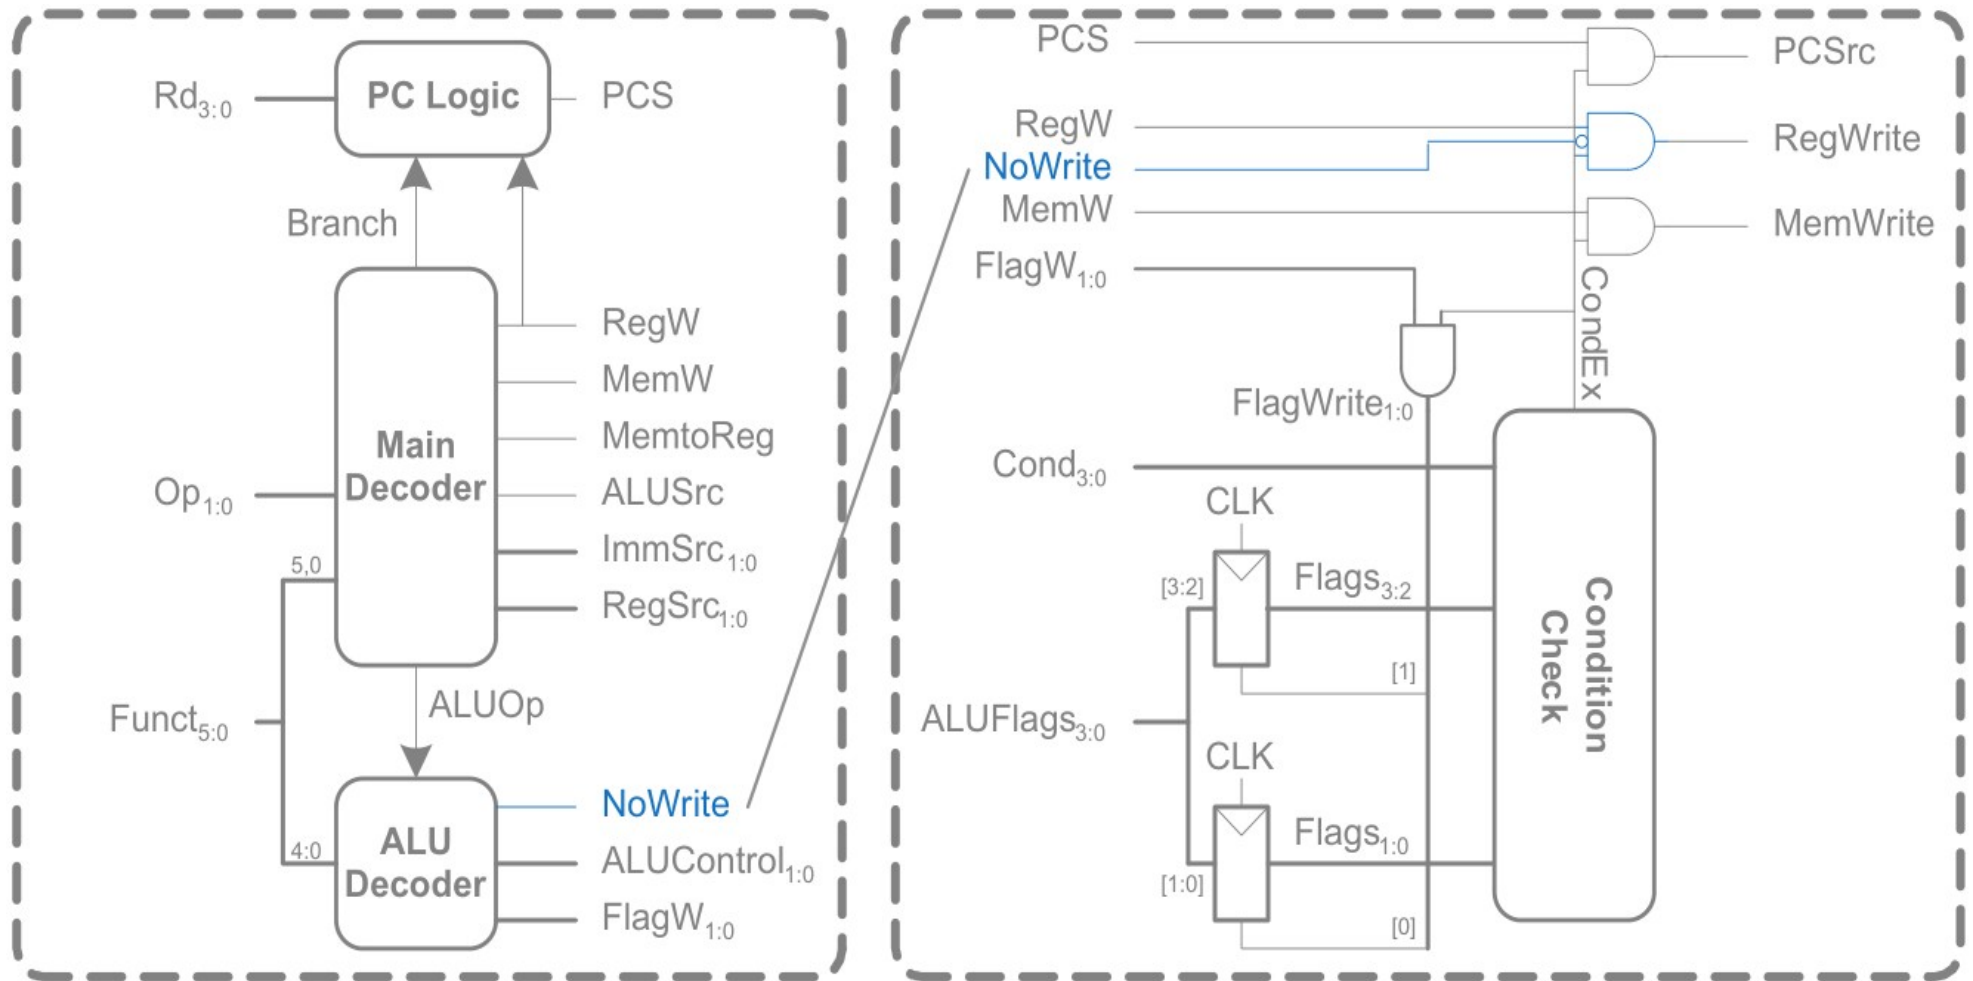 Rd3:0
PC Logic
PCS
Branch
RegW
MemW
MemtoReg
Main
Decoder
Op1:0
ALUSrc
ImmSrc1:0
5,0
RegSrc1:0
Funct5:0
ALUOp
NoWrite
4:0
ALU
Decoder
ALUControl1:0
FlagW1:0
PCS
PCSrc
RegW
RegWrite
NoWrite
MemW
MemWrite
FlagW1:0
CondEx
FlagWrite1:0
Cond3:0
CLK
[3:2]
Flags3:2
Condition
Check
[1]
ALUFlags3:0
CLK
Flags1:0
[1:0]
[0]